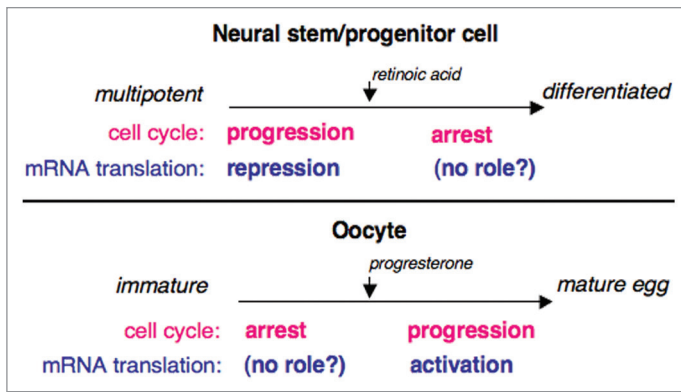 Neural stem/progenitor cell
retinoic acid
multipotent differentiated
cell cycle: progression arrest
mRNA translation: repression (no role?)
Oocyte
progresterone
immature mature egg
cell cycle: arrest progression
mRNA translation: (no role?) activation